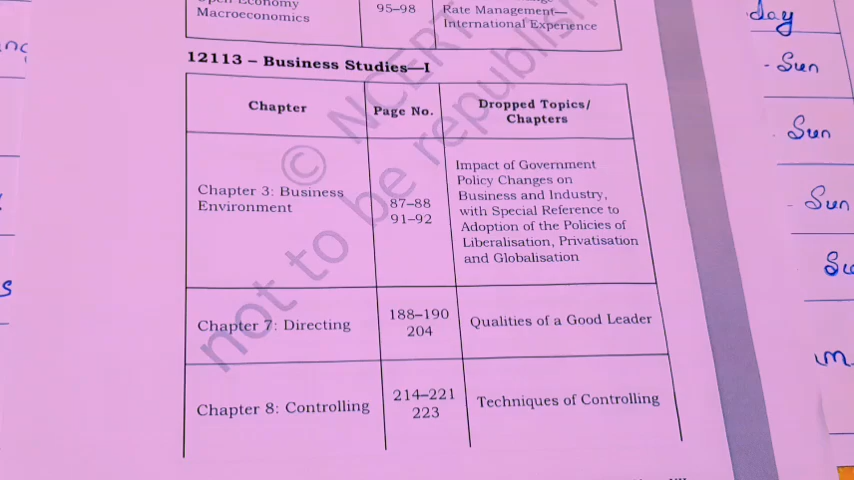 Open Economy
Macroeconomics
95–98
Rate Management—
International Experience
12113 – Business Studies—I
Chapter
Page No.
Dropped Topics/
Chapters
Chapter 3: Business
Environment
87–88
91–92
Impact of Government
Policy Changes on
Business and Industry,
with Special Reference to
Adoption of the Policies of
Liberalisation, Privatisation
and Globalisation
Chapter 7: Directing
188–190
204
Qualities of a Good Leader
Chapter 8: Controlling
214–221
223
Techniques of Controlling
© NCERT
not to be republish
day
- Sun
- Sun
- Sun